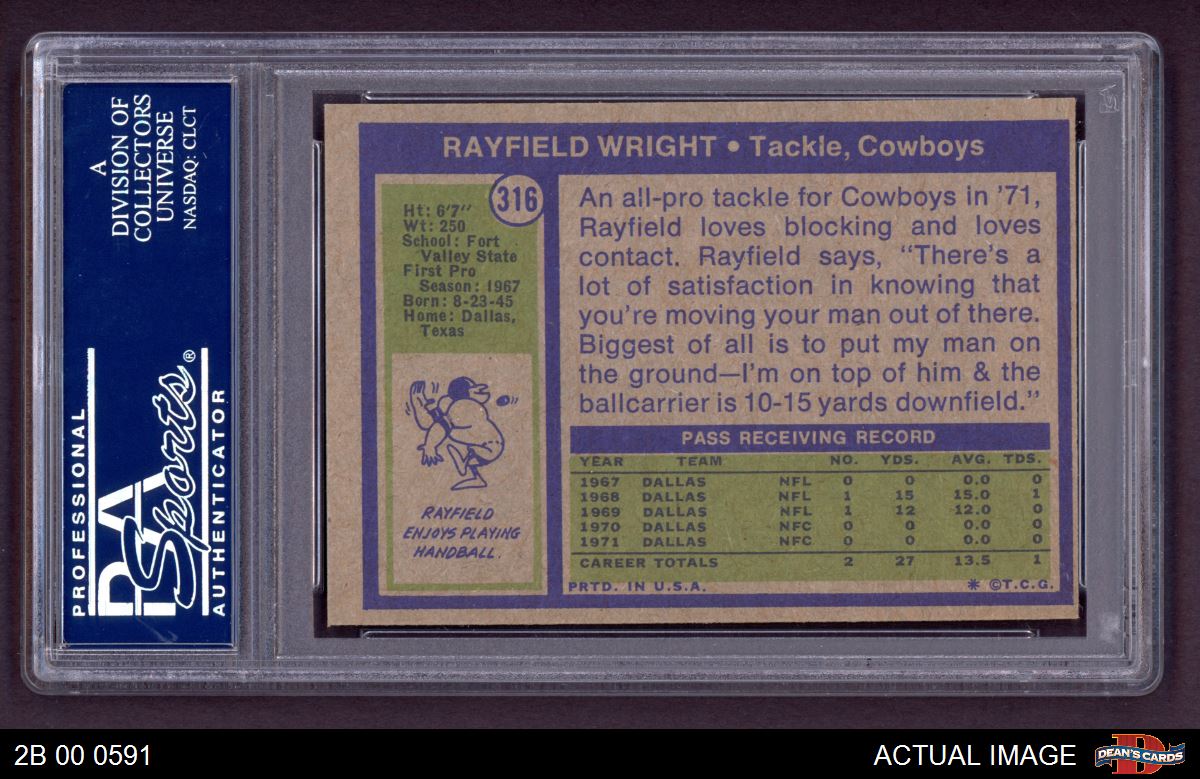 A
DIVISION OF
COLLECTORS
UNIVERSE
NASDAQ: CLCT
PROFESSIONAL
PSA
Sports®
AUTHENTICATOR
RAYFIELD WRIGHT • Tackle, Cowboys
316
Ht: 6'7"
Wt: 250
School: Fort
Valley State
First Pro
Season: 1967
Born: 8-23-45
Home: Dallas,
Texas
RAYFIELD
ENJOYS PLAYING
HANDBALL.
An all-pro tackle for Cowboys in '71,
Rayfield loves blocking and loves
contact. Rayfield says, "There's a
lot of satisfaction in knowing that
you're moving your man out of there.
Biggest of all is to put my man on
the ground—I'm on top of him & the
ballcarrier is 10-15 yards downfield."
PASS RECEIVING RECORD
YEAR TEAM NO. YDS. AVG. TDS.
1967 DALLAS NFL 0 0 0.0 0
1968 DALLAS NFL 1 15 15.0 1
1969 DALLAS NFL 1 12 12.0 0
1970 DALLAS NFC 0 0 0.0 0
1971 DALLAS NFC 0 0 0.0 0
CAREER TOTALS 2 27 13.5 1
PRTD. IN U.S.A. * ©T.C.G.
PSA
2B 00 0591
ACTUAL IMAGE
D
DEAN'S CARDS